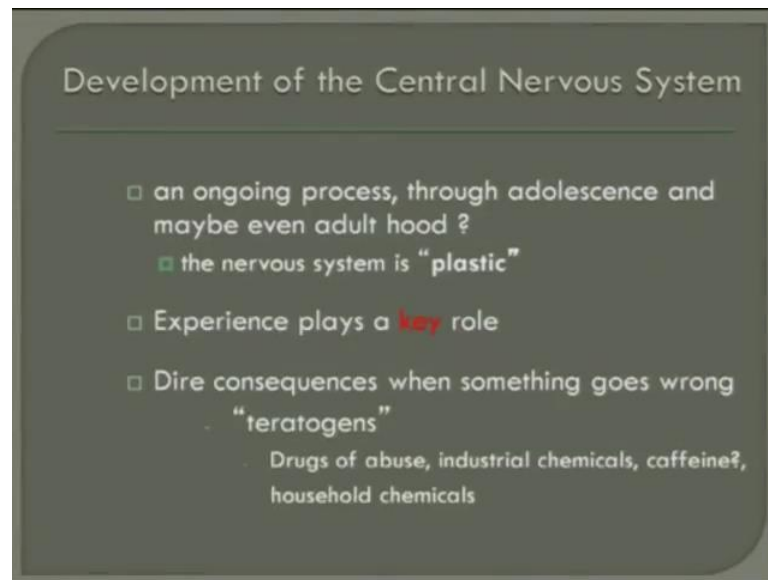 Development of the Central Nervous System
an ongoing process, through adolescence and
maybe even adult hood ?
the nervous system is “plastic”
Experience plays a key role
Dire consequences when something goes wrong
“teratogens”
Drugs of abuse, industrial chemicals, caffeine?,
household chemicals